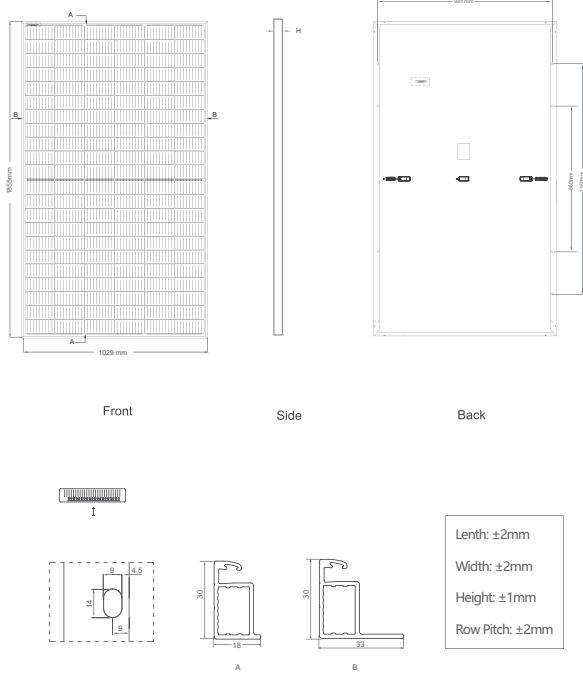 A
B
B
1855mm
A
1029 mm
H
860mm
Front
Side
Back
9
4.5
14
9
30
18
A
30
33
B
Lenth: ±2mm
Width: ±2mm
Height: ±1mm
Row Pitch: ±2mm